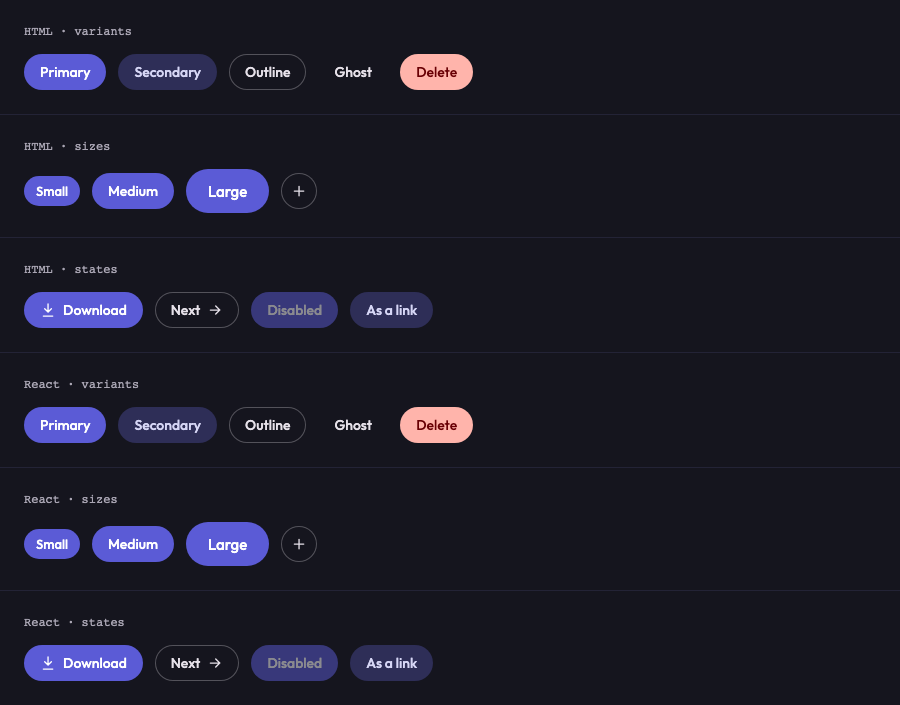 HTML · variants
Primary Secondary Outline Ghost Delete
HTML · sizes
Small Medium Large +
HTML · states
Download Next → Disabled As a link
React · variants
Primary Secondary Outline Ghost Delete
React · sizes
Small Medium Large +
React · states
Download Next → Disabled As a link